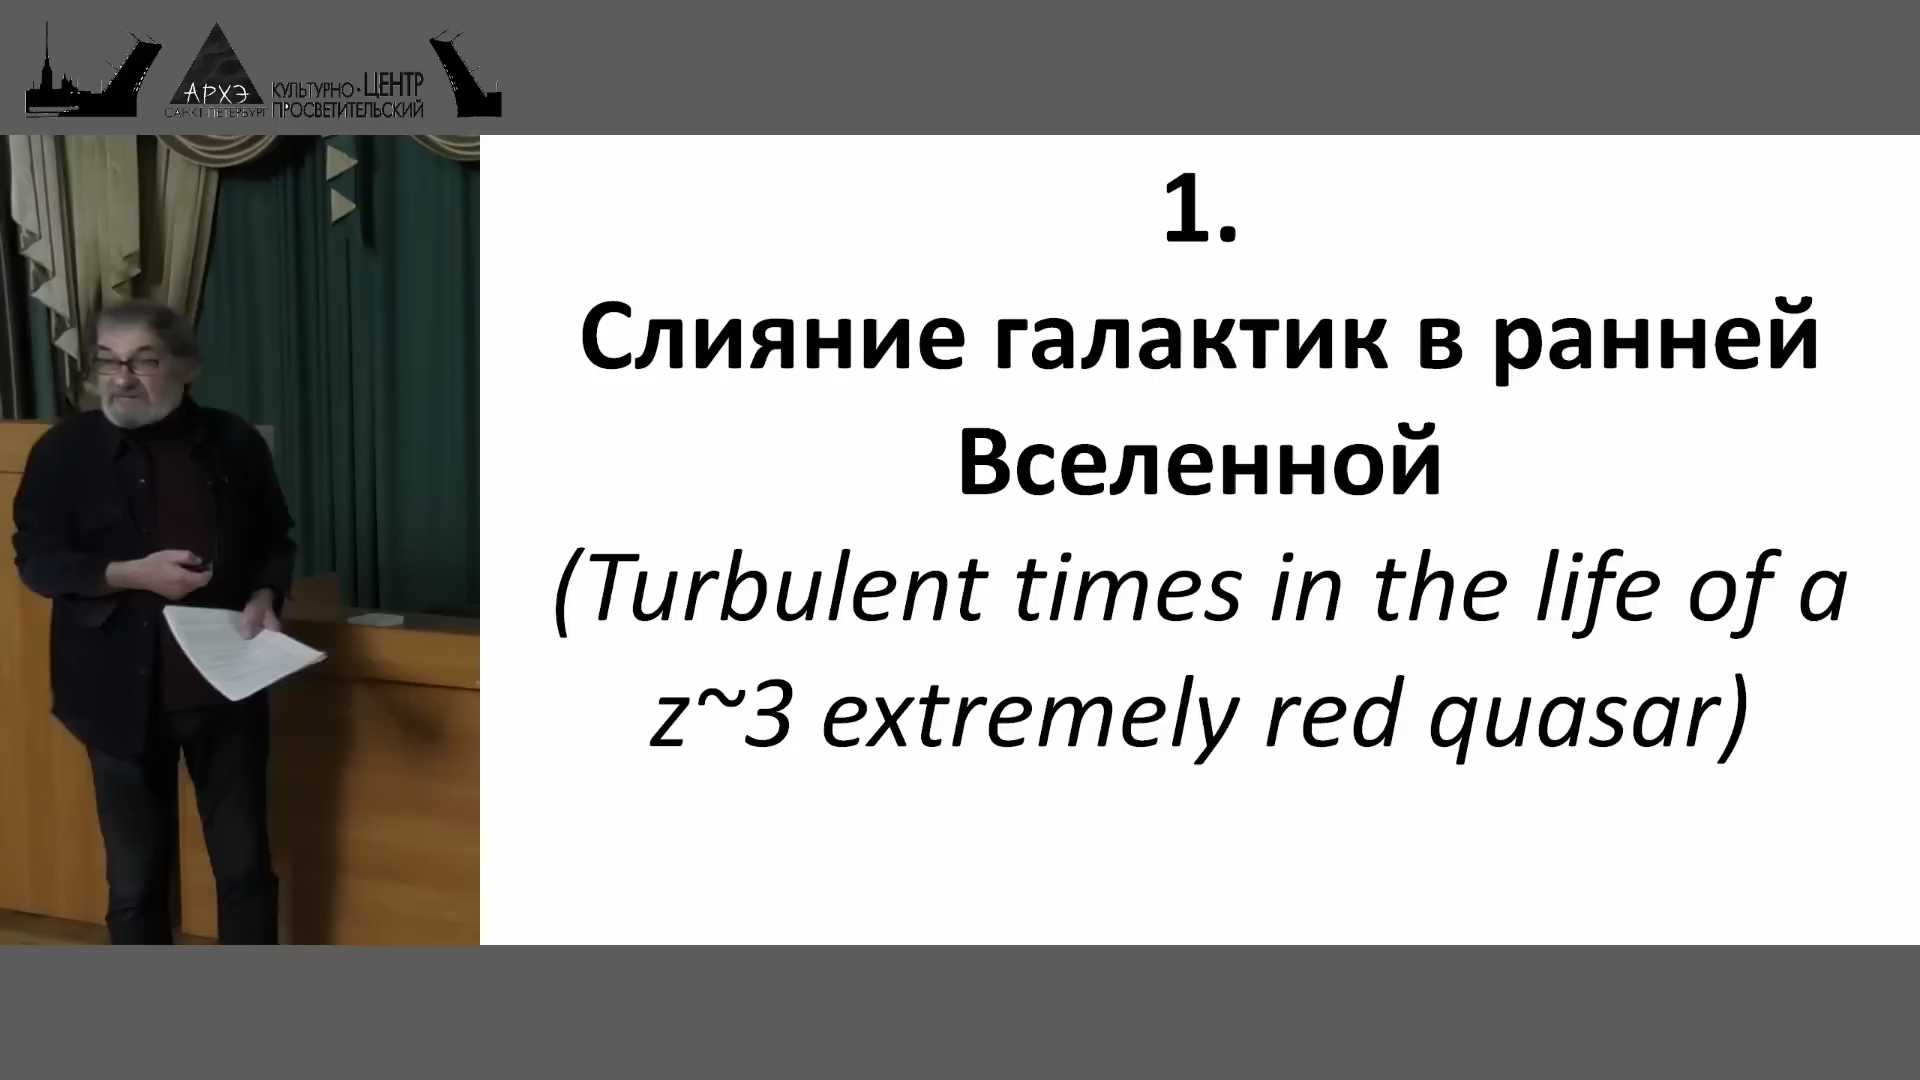 АРХЭ
САНКТ-ПЕТЕРБУРГ
КУЛЬТУРНО-ЦЕНТР
ПРОСВЕТИТЕЛЬСКИЙ
1.
Слияние галактик в ранней
Вселенной
(Turbulent times in the life of a
z~3 extremely red quasar)